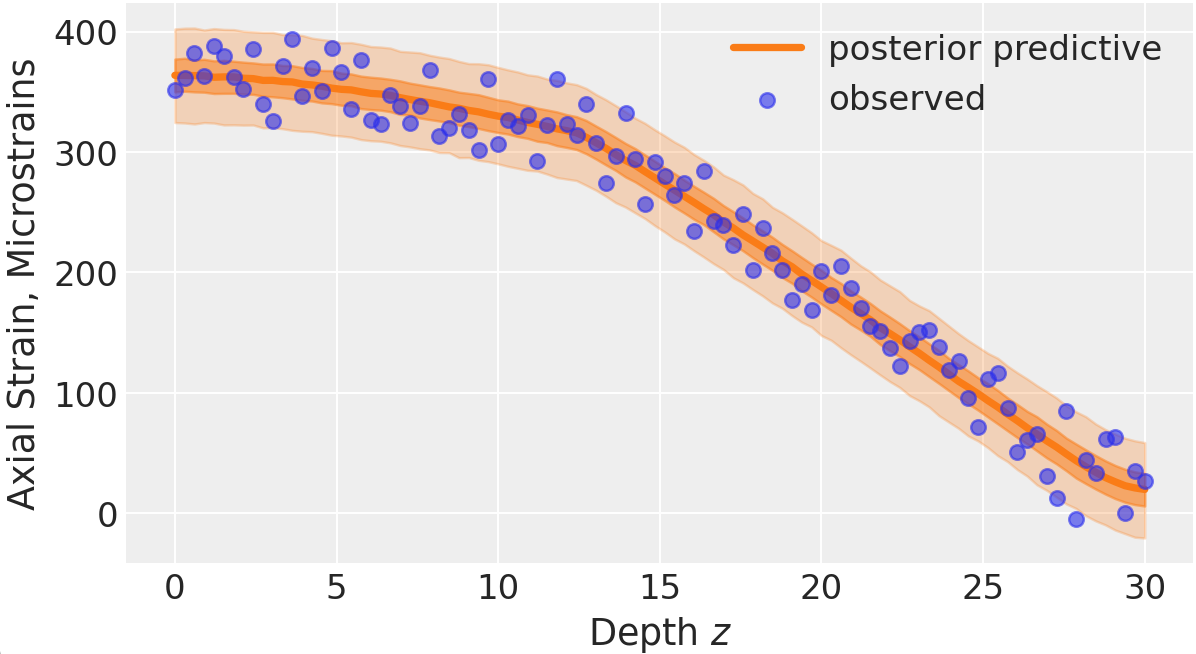 posterior predictive
observed
Axial Strain, Microstrains
400
300
200
100
0
0 5 10 15 20 25 30
Depth z